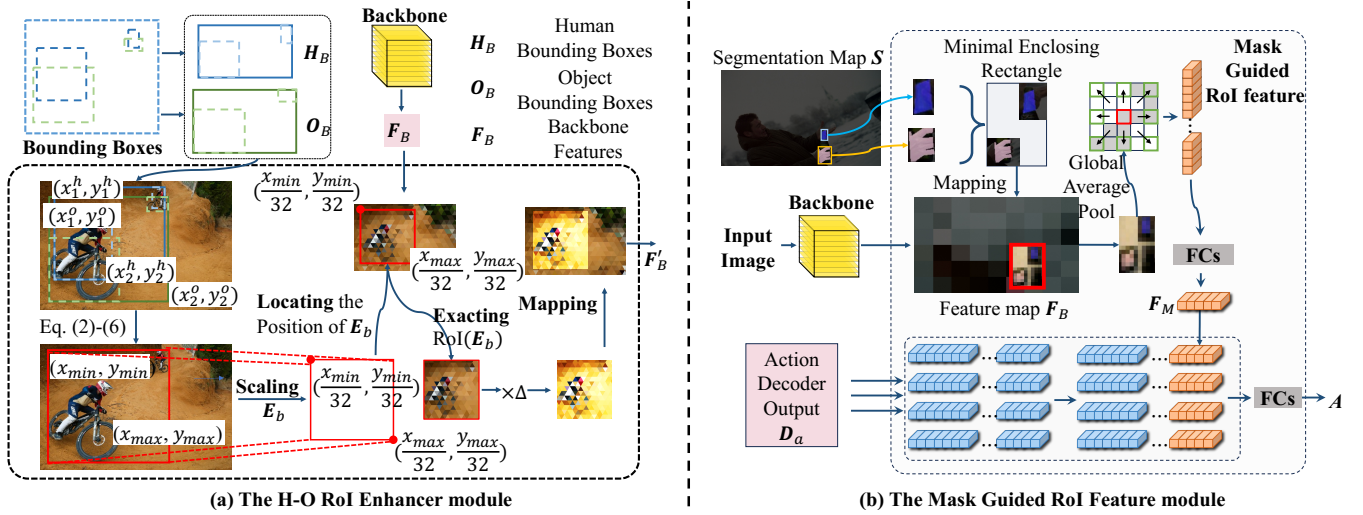 Bounding Boxes
H_B
O_B
Backbone
F_B
H_B Human Bounding Boxes
O_B Object Bounding Boxes
F_B Backbone Features
(x_1^h, y_1^h)
(x_1^o, y_1^o)
(x_2^h, y_2^h)
(x_2^o, y_2^o)
Eq. (2)-(6)
(x_min, y_min)
(x_max, y_max)
Scaling
E_b
(x_min/32, y_min/32)
(x_max/32, y_max/32)
Locating the
Position of E_b
(x_min/32, y_min/32)
(x_max/32, y_max/32)
Exacting
RoI(E_b)
×Δ
Mapping
F'_B
(a) The H-O RoI Enhancer module
Segmentation Map S
Minimal Enclosing
Rectangle
Mask
Guided
RoI feature
Mapping
Global
Average
Pool
Backbone
Input
Image
Feature map F_B
FCs
F_M
Action
Decoder
Output
D_a
...
...
...
...
...
...
...
...
FCs
A
(b) The Mask Guided RoI Feature module